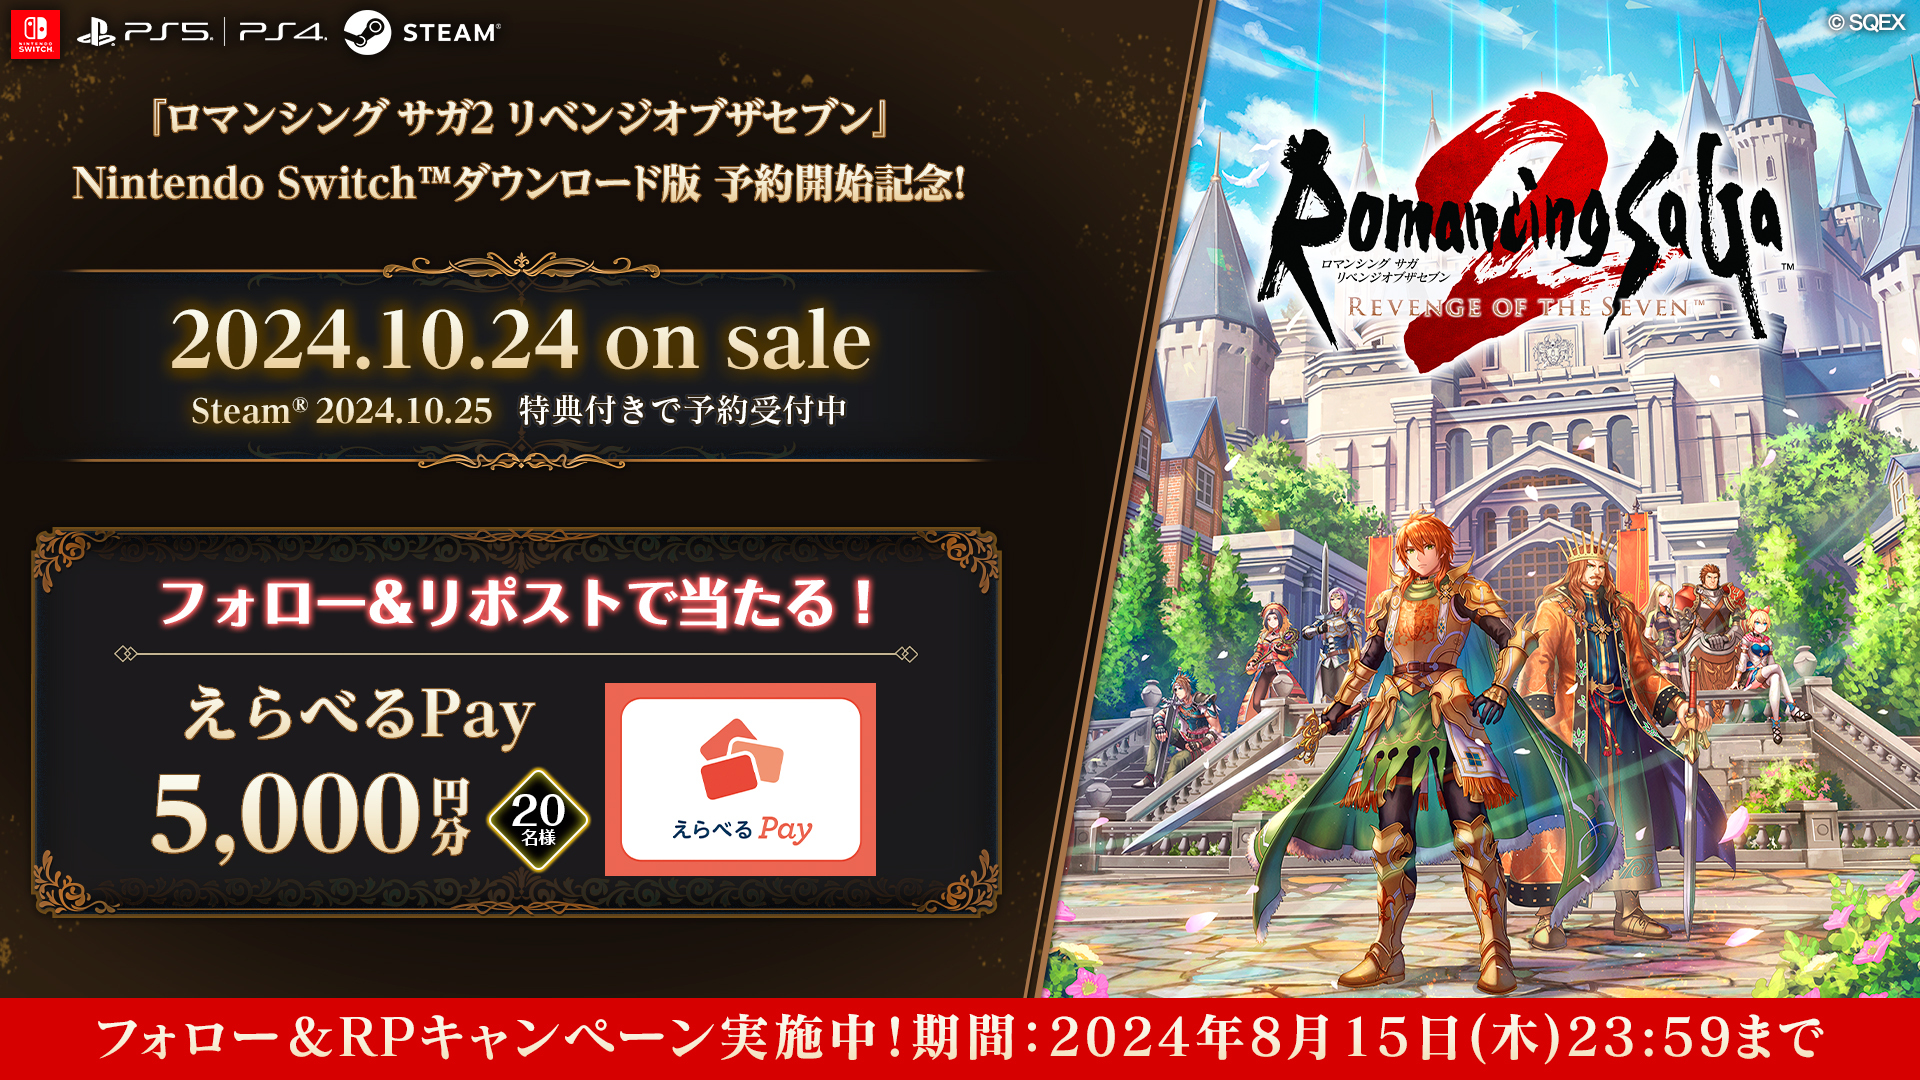 NINTENDO
SWITCH
PS5 PS4 STEAM®
© SQEX
『ロマンシング サガ2 リベンジオブザセブン』
Nintendo Switch™ダウンロード版 予約開始記念!
2024.10.24 on sale
Steam® 2024.10.25 特典付きで予約受付中
Romancing SaGa 2
ロマンシング サガ
リベンジオブザセブン
REVENGE OF THE SEVEN™
™
フォロー&リポストで当たる！
えらべるPay
5,000円分
20
名様
えらべる Pay
フォロー＆RPキャンペーン実施中！期間：2024年8月15日(木)23:59まで